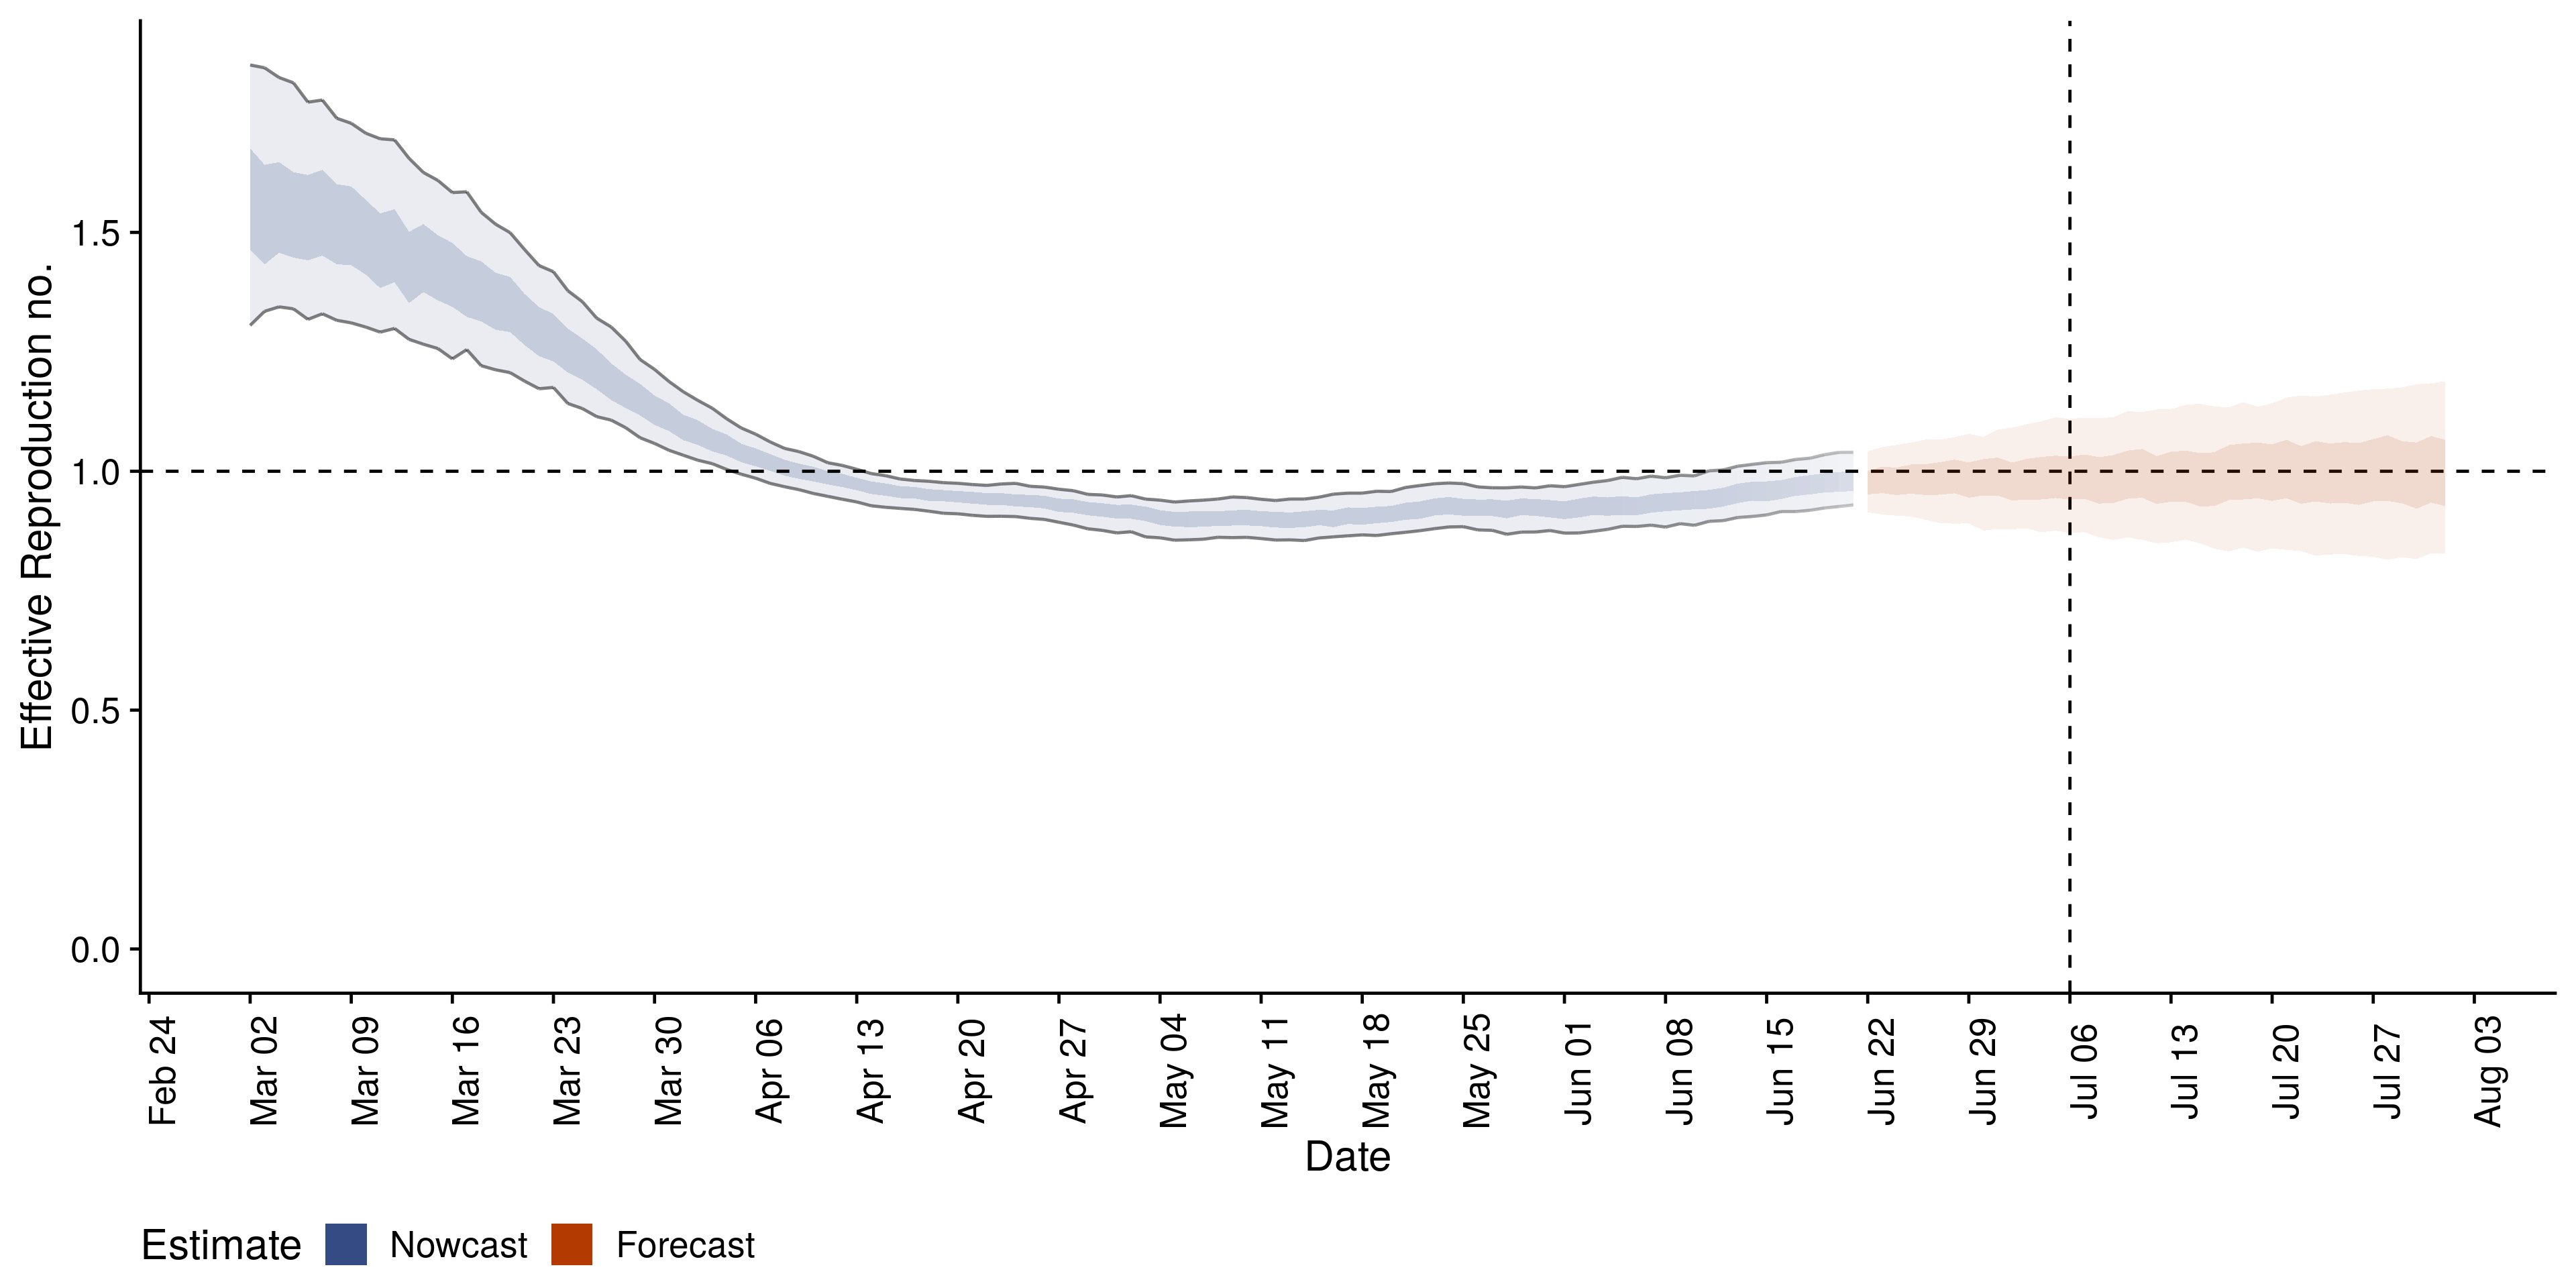 Effective Reproduction no.
1.5
1.0
0.5
0.0
Feb 24
Mar 02
Mar 09
Mar 16
Mar 23
Mar 30
Apr 06
Apr 13
Apr 20
Apr 27
May 04
May 11
May 18
May 25
Jun 01
Jun 08
Jun 15
Jun 22
Jun 29
Jul 06
Jul 13
Jul 20
Jul 27
Aug 03
Date
Estimate Nowcast Forecast